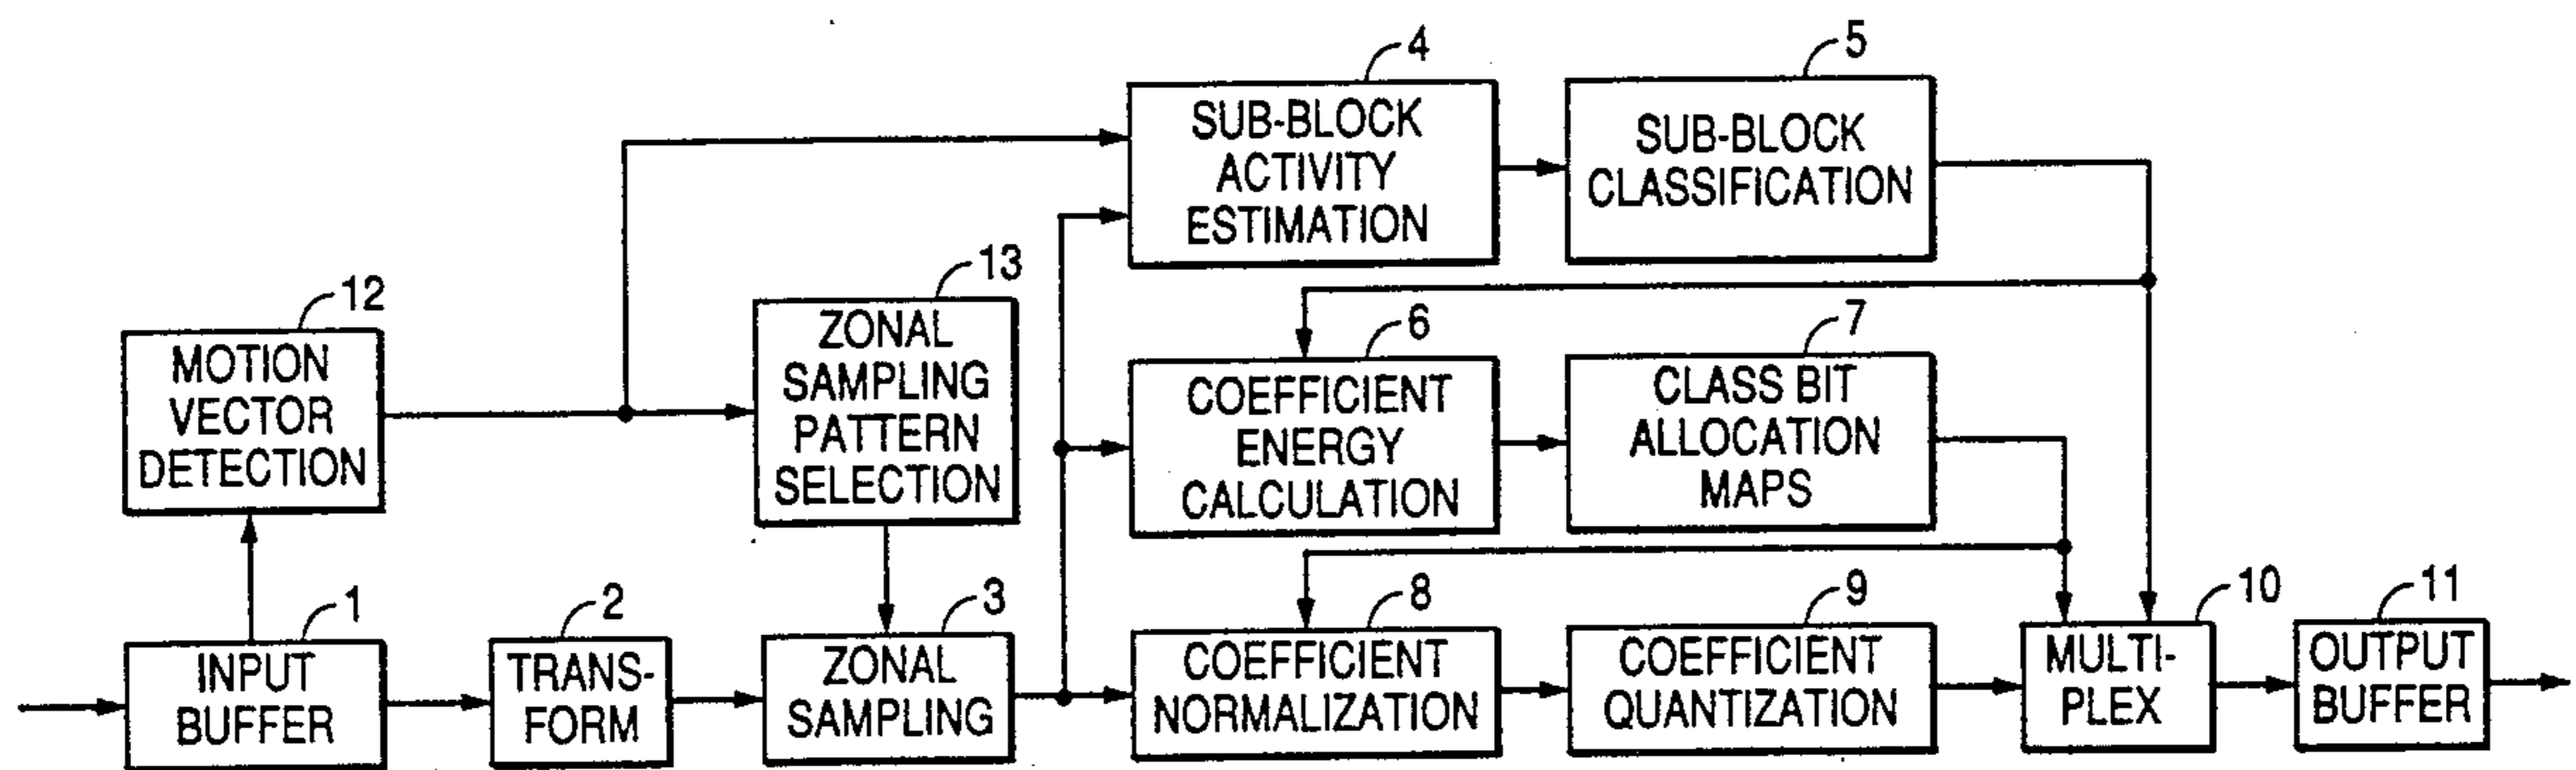 4
SUB-BLOCK
ACTIVITY
ESTIMATION
5
SUB-BLOCK
CLASSIFICATION
12
MOTION
VECTOR
DETECTION
13
ZONAL
SAMPLING
PATTERN
SELECTION
6
COEFFICIENT
ENERGY
CALCULATION
7
CLASS BIT
ALLOCATION
MAPS
1
INPUT
BUFFER
2
TRANS-
FORM
3
ZONAL
SAMPLING
8
COEFFICIENT
NORMALIZATION
9
COEFFICIENT
QUANTIZATION
10
MULTI-
PLEX
11
OUTPUT
BUFFER